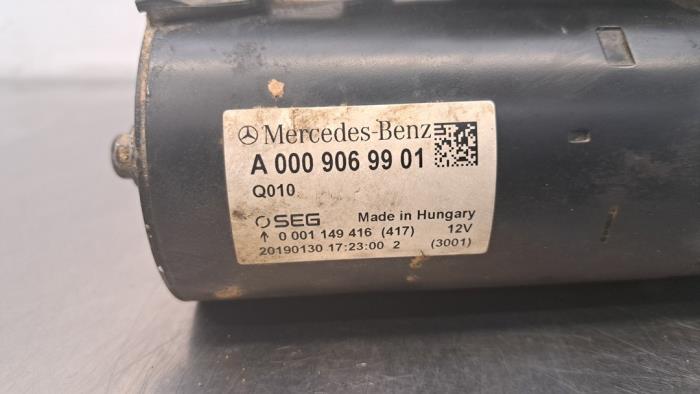 Mercedes-Benz
A 000 906 99 01
Q010
SEG Made in Hungary
↑ 0 001 149 416 (417) 12V
20190130 17:23:00 2 (3001)